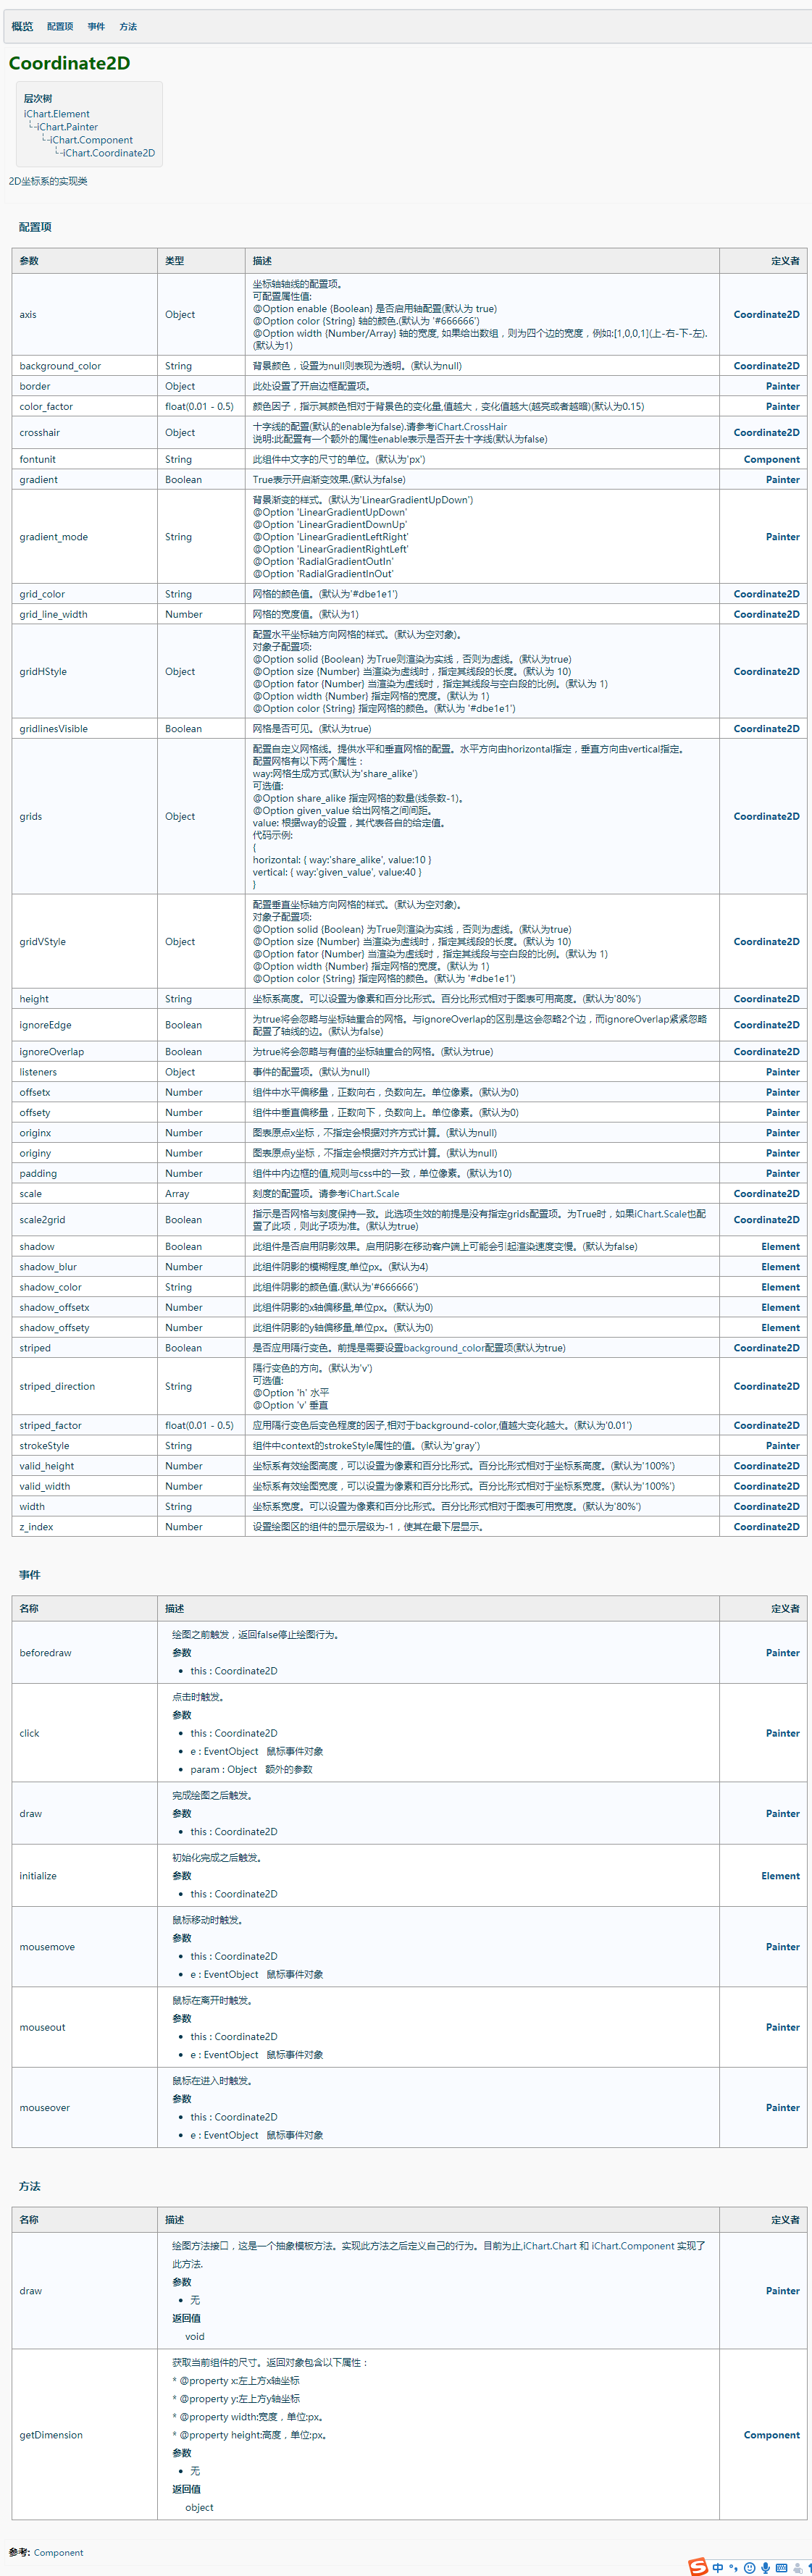 概览 配置项 事件 方法
Coordinate2D
层次树
iChart.Element
iChart.Painter
iChart.Component
iChart.Coordinate2D
2D坐标系的实现类
配置项
参数 类型 描述 定义者
axis Object 坐标轴轴线的配置项。
可配置属性值:
@Option enable {Boolean} 是否启用轴配置(默认为 true)
@Option color {String} 轴的颜色.(默认为 '#666666')
@Option width {Number/Array} 轴的宽度, 如果给出数组，则为四个边的宽度，例如:[1,0,0,1](上-右-下-左).
(默认为1) Coordinate2D
background_color String 背景颜色，设置为null则表现为透明。(默认为null) Coordinate2D
border Object 此处设置了开启边框配置项。 Painter
color_factor float(0.01 - 0.5) 颜色因子，指示其颜色相对于背景色的变化量,值越大，变化值越大(越亮或者越暗)(默认为0.15) Painter
crosshair Object 十字线的配置(默认的enable为false).请参考iChart.CrossHair
说明:此配置有一个额外的属性enable表示是否开去十字线(默认为false) Coordinate2D
fontunit String 此组件中文字的尺寸的单位。(默认为'px') Component
gradient Boolean True表示开启渐变效果.(默认为false) Painter
gradient_mode String 背景渐变的样式。(默认为'LinearGradientUpDown')
@Option 'LinearGradientUpDown'
@Option 'LinearGradientDownUp'
@Option 'LinearGradientLeftRight'
@Option 'LinearGradientRightLeft'
@Option 'RadialGradientOutIn'
@Option 'RadialGradientInOut' Painter
grid_color String 网格的颜色值。(默认为'#dbe1e1') Coordinate2D
grid_line_width Number 网格的宽度值。(默认为1) Coordinate2D
gridHStyle Object 配置水平坐标轴方向网格的样式。(默认为空对象)。
对象子配置项:
@Option solid {Boolean} 为True则渲染为实线，否则为虚线。(默认为true)
@Option size {Number} 当渲染为虚线时，指定其线段的长度。(默认为 10)
@Option fator {Number} 当渲染为虚线时，指定其线段与空白段的比例。(默认为 1)
@Option width {Number} 指定网格的宽度。(默认为 1)
@Option color {String} 指定网格的颜色。(默认为 '#dbe1e1') Coordinate2D
gridlinesVisible Boolean 网格是否可见。(默认为true) Coordinate2D
grids Object 配置自定义网格线。提供水平和垂直网格的配置。水平方向由horizontal指定，垂直方向由vertical指定。
配置网格有以下两个属性：
way:网格生成方式(默认为'share_alike')
可选值:
@Option share_alike 指定网格的数量(线条数-1)。
@Option given_value 给出网格之间间距。
value: 根据way的设置，其代表各自的给定值。
代码示例:
{
horizontal: { way:'share_alike', value:10 }
vertical: { way:'given_value', value:40 }
} Coordinate2D
gridVStyle Object 配置垂直坐标轴方向网格的样式。(默认为空对象)。
对象子配置项:
@Option solid {Boolean} 为True则渲染为实线，否则为虚线。(默认为true)
@Option size {Number} 当渲染为虚线时，指定其线段的长度。(默认为 10)
@Option fator {Number} 当渲染为虚线时，指定其线段与空白段的比例。(默认为 1)
@Option width {Number} 指定网格的宽度。(默认为 1)
@Option color {String} 指定网格的颜色。(默认为 '#dbe1e1') Coordinate2D
height String 坐标系高度。可以设置为像素和百分比形式。百分比形式相对于图表可用高度。(默认为'80%') Coordinate2D
ignoreEdge Boolean 为true将会忽略与坐标轴重合的网格。与ignoreOverlap的区别是这会忽略2个边，而ignoreOverlap紧紧忽略
配置了轴线的边。(默认为false) Coordinate2D
ignoreOverlap Boolean 为true将会忽略与有值的坐标轴重合的网格。(默认为true) Coordinate2D
listeners Object 事件的配置项。(默认为null) Painter
offsetx Number 组件中水平偏移量，正数向右，负数向左。单位像素。(默认为0) Painter
offsety Number 组件中垂直偏移量，正数向下，负数向上。单位像素。(默认为0) Painter
originx Number 图表原点x坐标，不指定会根据对齐方式计算。(默认为null) Painter
originy Number 图表原点y坐标，不指定会根据对齐方式计算。(默认为null) Painter
padding Number 组件中内边框的值,规则与css中的一致，单位像素。(默认为10) Painter
scale Array 刻度的配置项。请参考iChart.Scale Coordinate2D
scale2grid Boolean 指示是否网格与刻度保持一致。此选项生效的前提是没有指定grids配置项。为True时，如果iChart.Scale也配
置了此项，则此子项为准。(默认为true) Coordinate2D
shadow Boolean 此组件是否启用阴影效果。启用阴影在移动客户端上可能会引起渲染速度变慢。(默认为false) Element
shadow_blur Number 此组件阴影的模糊程度,单位px。(默认为4) Element
shadow_color String 此组件阴影的颜色值.(默认为'#666666') Element
shadow_offsetx Number 此组件阴影的x轴偏移量,单位px。(默认为0) Element
shadow_offsety Number 此组件阴影的y轴偏移量,单位px。(默认为0) Element
striped Boolean 是否应用隔行变色。前提是需要设置background_color配置项(默认为true) Coordinate2D
striped_direction String 隔行变色的方向。(默认为'v')
可选值:
@Option 'h' 水平
@Option 'v' 垂直 Coordinate2D
striped_factor float(0.01 - 0.5) 应用隔行变色后变色程度的因子,相对于background-color,值越大变化越大。(默认为'0.01') Coordinate2D
strokeStyle String 组件中context的strokeStyle属性的值。(默认为'gray') Painter
valid_height Number 坐标系有效绘图高度，可以设置为像素和百分比形式。百分比形式相对于坐标系高度。(默认为'100%') Coordinate2D
valid_width Number 坐标系有效绘图宽度，可以设置为像素和百分比形式。百分比形式相对于坐标系宽度。(默认为'100%') Coordinate2D
width String 坐标系宽度。可以设置为像素和百分比形式。百分比形式相对于图表可用宽度。(默认为'80%') Coordinate2D
z_index Number 设置绘图区的组件的显示层级为-1，使其在最下层显示。 Coordinate2D
事件
名称 描述 定义者
beforedraw 绘图之前触发，返回false停止绘图行为。
参数
• this : Coordinate2D Painter
click 点击时触发。
参数
• this : Coordinate2D
• e : EventObject 鼠标事件对象
• param : Object 额外的参数 Painter
draw 完成绘图之后触发。
参数
• this : Coordinate2D Painter
initialize 初始化完成之后触发。
参数
• this : Coordinate2D Element
mousemove 鼠标移动时触发。
参数
• this : Coordinate2D
• e : EventObject 鼠标事件对象 Painter
mouseout 鼠标在离开时触发。
参数
• this : Coordinate2D
• e : EventObject 鼠标事件对象 Painter
mouseover 鼠标在进入时触发。
参数
• this : Coordinate2D
• e : EventObject 鼠标事件对象 Painter
方法
名称 描述 定义者
draw 绘图方法接口，这是一个抽象模板方法。实现此方法之后定义自己的行为。目前为止,iChart.Chart 和 iChart.Component 实现了
此方法.
参数
• 无
返回值
void Painter
getDimension 获取当前组件的尺寸。返回对象包含以下属性：
* @property x:左上方x轴坐标
* @property y:左上方y轴坐标
* @property width:宽度，单位:px。
* @property height:高度，单位:px。
参数
• 无
返回值
object Component
参考: Component
S 中